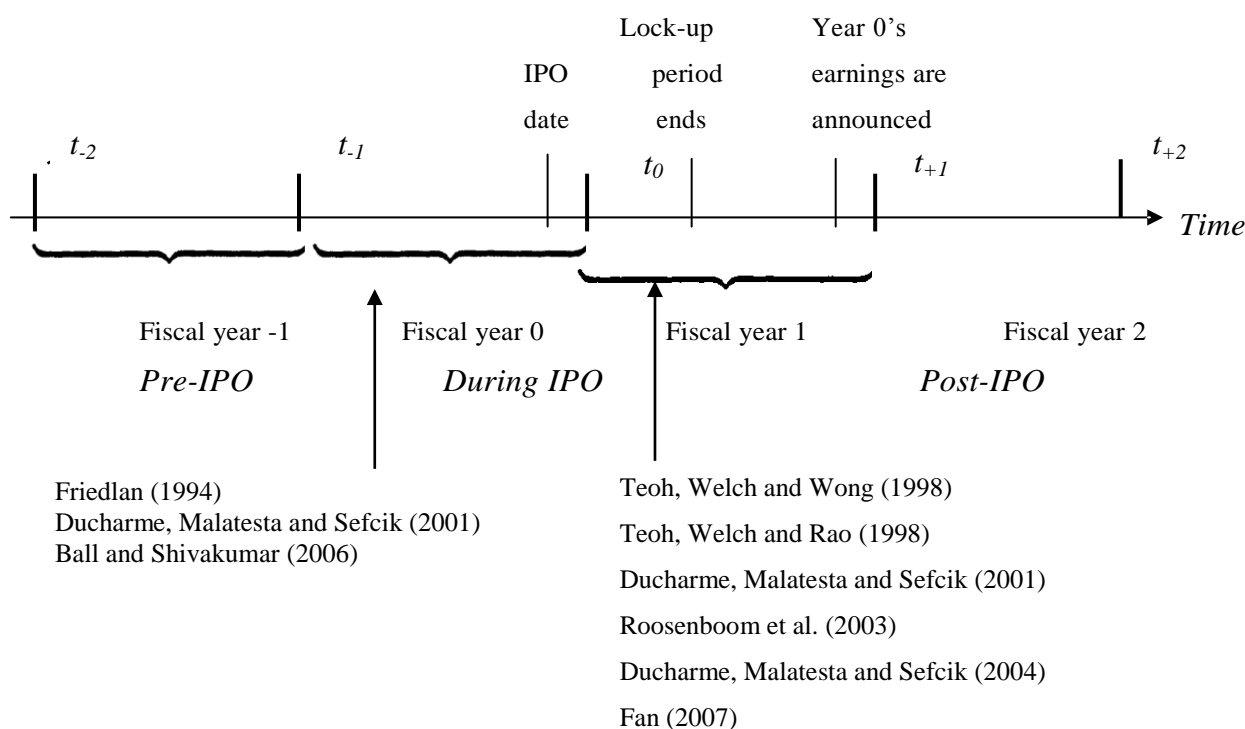 Lock-up Year 0’s
IPO period earnings are
date ends announced
t-2 t-1 t0 t+1 t+2
Time
Fiscal year -1 Fiscal year 0 Fiscal year 1 Fiscal year 2
Pre-IPO During IPO Post-IPO
Friedlan (1994)
Ducharme, Malatesta and Sefcik (2001)
Ball and Shivakumar (2006)
Teoh, Welch and Wong (1998)
Teoh, Welch and Rao (1998)
Ducharme, Malatesta and Sefcik (2001)
Roosenboom et al. (2003)
Ducharme, Malatesta and Sefcik (2004)
Fan (2007)